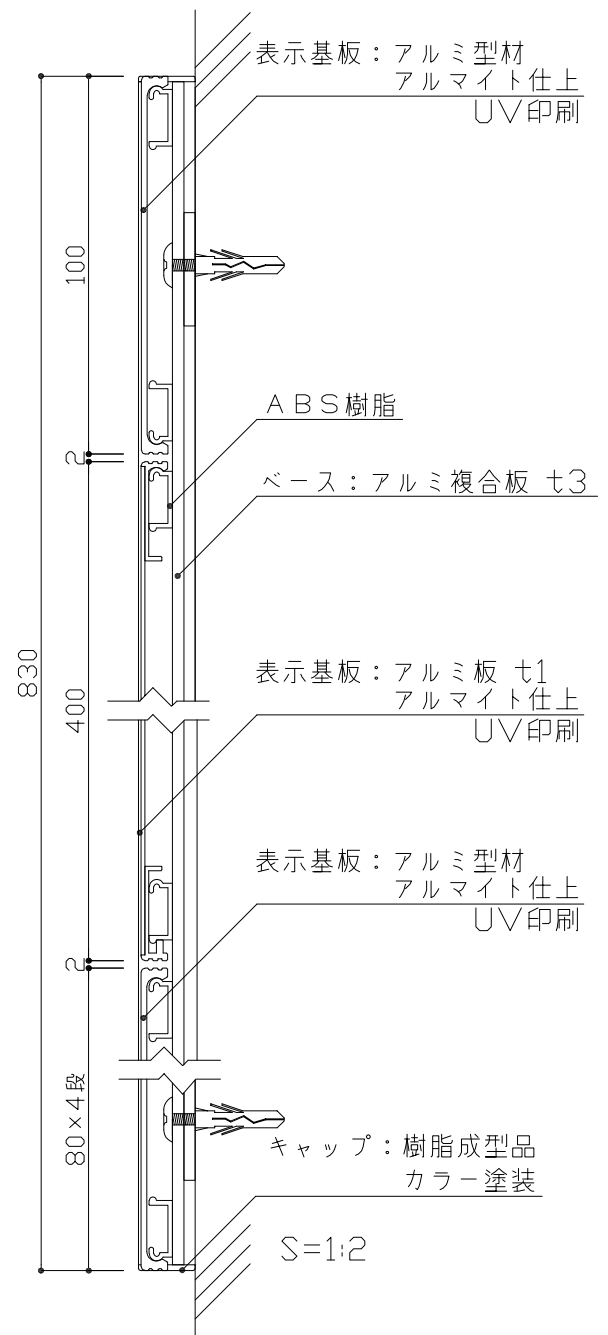 表示基板：アルミ型材
アルマイト仕上
UV印刷
100
ABS樹脂
2
ベース：アルミ複合板 t3
830
表示基板：アルミ板 t1
400
アルマイト仕上
UV印刷
表示基板：アルミ型材
アルマイト仕上
UV印刷
2
80×4段
キャップ：樹脂成型品
カラー塗装
S=1:2